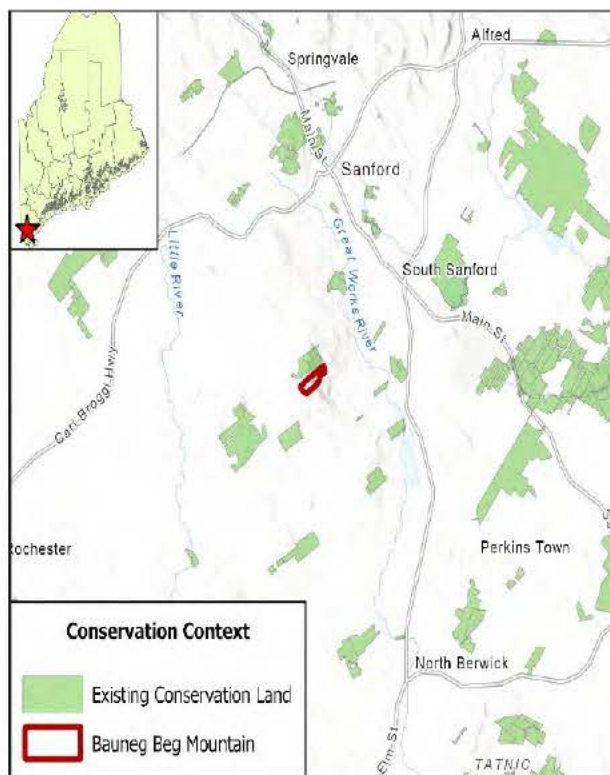 Alfred
Springvale
Main St
Sanford
Little River
Great Works River
South Sanford
Main St
Carl-Broggi-Hwy
Rochester
Perkins Town
North Berwick
Elm-St
TATNIC
Conservation Context
Existing Conservation Land
Bauneg Beg Mountain